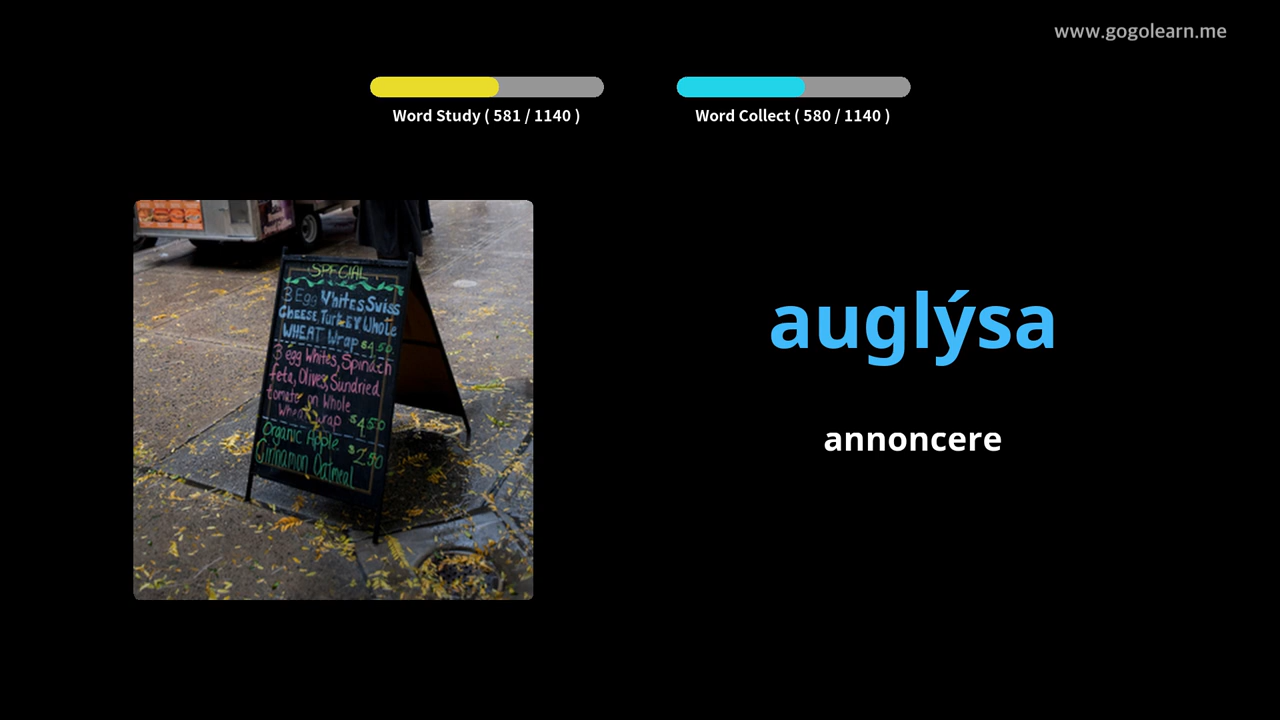 www.gogolearn.me
Word Study ( 581 / 1140 )
Word Collect ( 580 / 1140 )
SPECIAL
3 Egg Whites, Swiss
Cheese, Turkey Whole
WHEAT Wrap $4.50
3 egg Whites, Spinach
feta, Olives, Sundried
tomato on Whole
Wheat Wrap $4.50
Organic Apple
Cinnamon Oatmeal $2.50
auglýsa
annoncere